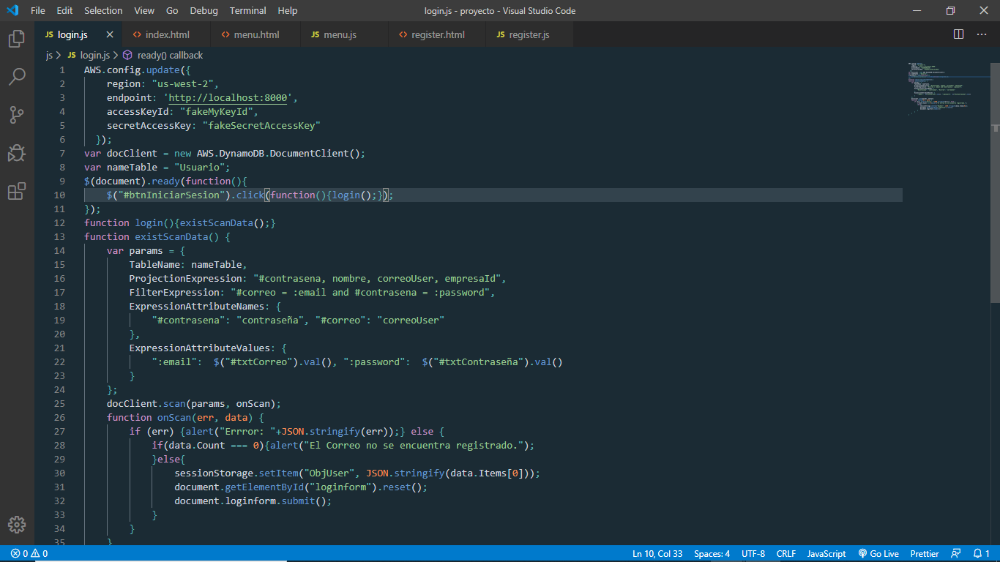 File Edit Selection View Go Debug Terminal Help login.js - proyecto - Visual Studio Code
JS login.js index.html menu.html JS menu.js register.html JS register.js
js > JS login.js > ready() callback
1 AWS.config.update({
2 region: "us-west-2",
3 endpoint: 'http://localhost:8000',
4 accessKeyId: "fakeMyKeyId",
5 secretAccessKey: "fakeSecretAccessKey"
6 });
7 var docClient = new AWS.DynamoDB.DocumentClient();
8 var nameTable = "Usuario";
9 $(document).ready(function(){
10 $("#btnIniciarSesion").click(function(){login();});
11 });
12 function login(){existScanData();}
13 function existScanData() {
14 var params = {
15 TableName: nameTable,
16 ProjectionExpression: "#contrasena, nombre, correoUser, empresaId",
17 FilterExpression: "#correo = :email and #contrasena = :password",
18 ExpressionAttributeNames: {
19 "#contrasena": "contraseña", "#correo": "correoUser"
20 },
21 ExpressionAttributeValues: {
22 ":email":  $("#txtCorreo").val(), ":password":  $("#txtContraseña").val()
23 }
24 };
25 docClient.scan(params, onScan);
26 function onScan(err, data) {
27 if (err) {alert("Errror: "+JSON.stringify(err));} else {
28 if(data.Count === 0){alert("El Correo no se encuentra registrado.");
29 }else{
30 sessionStorage.setItem("ObjUser", JSON.stringify(data.Items[0]));
31 document.getElementById("loginform").reset();
32 document.loginform.submit();
33 }
34 }
35 }
0 0 Ln 10, Col 33 Spaces: 4 UTF-8 CRLF JavaScript Go Live Prettier 1